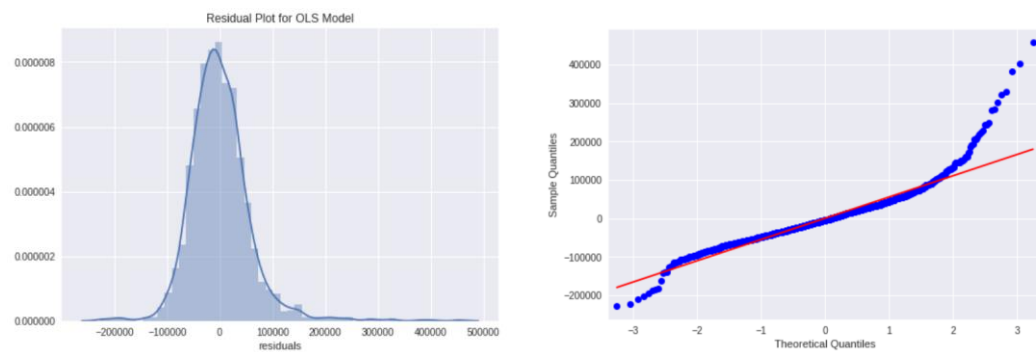 Residual Plot for OLS Model
0.000008
0.000006
0.000004
0.000002
0.000000
−200000 −100000 0 100000 200000 300000 400000 500000
residuals
400000
300000
200000
100000
0
−100000
−200000
Sample Quantiles
−3 −2 −1 0 1 2 3
Theoretical Quantiles